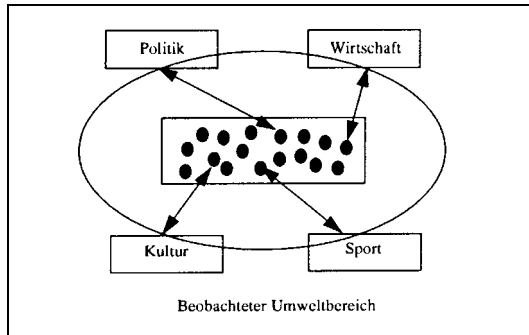 Politik
Wirtschaft
Kultur
Sport
Beobachteter Umweltbereich